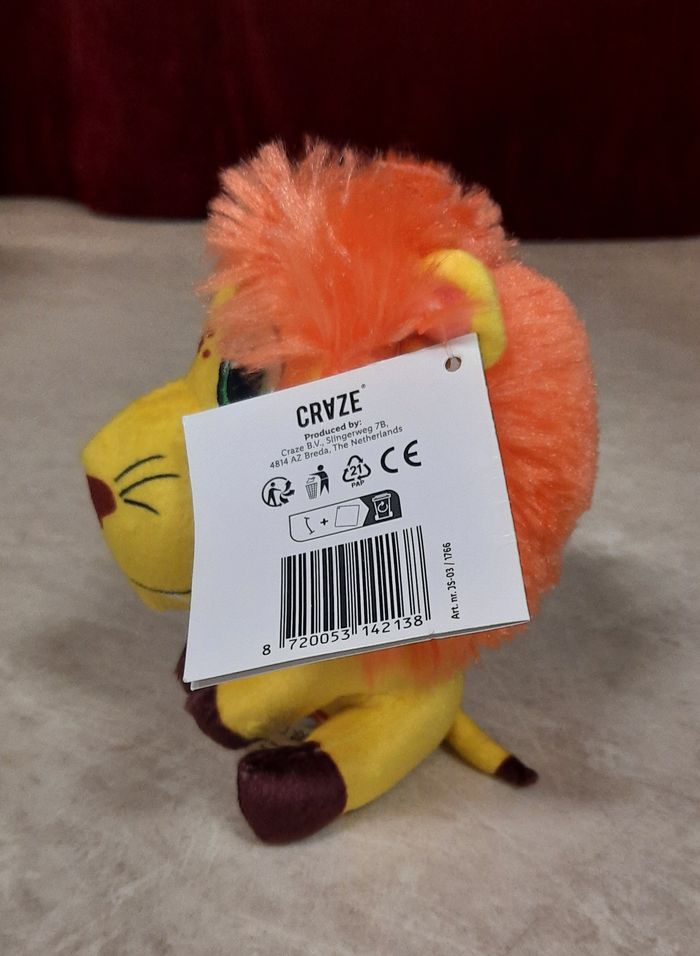 CRAZE®
Produced by:
Craze B.V., Slingerweg 7B,
4814 AZ Breda, The Netherlands
21
PAP
CE
+
8 720053 142138
Art. nr. JS-03 / 1766